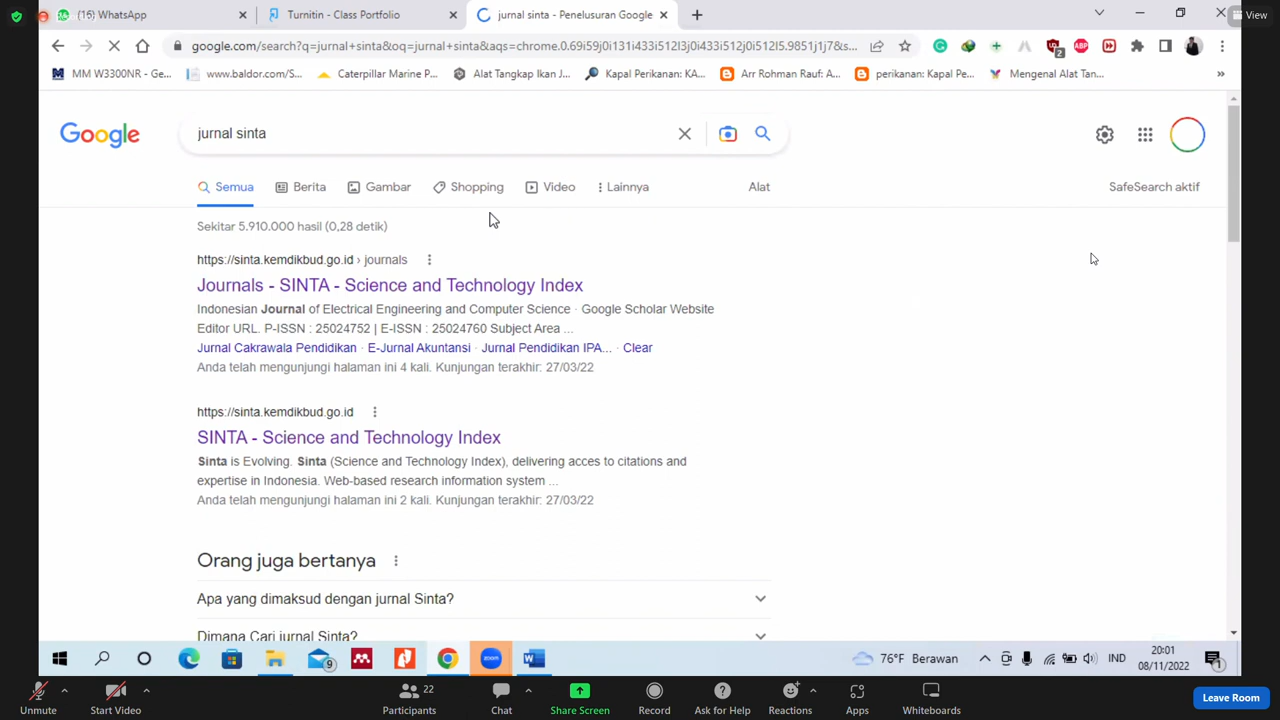 (16) WhatsApp
Turnitin - Class Portfolio
jurnal sinta - Penelusuran Google
View
google.com/search?q=jurnal+sinta&oq=jurnal+sinta&aqs=chrome.0.69i59j0i131i433i512l3j0i433i512j0i512l5.9851j1j7&s...
2
ABP
MM W3300NR - Ge...
www.baldor.com/S...
Caterpillar Marine P...
Alat Tangkap Ikan J...
Kapal Perikanan: KA...
Arr Rohman Rauf: A...
perikanan: Kapal Pe...
Mengenal Alat Tan...
»
Google
jurnal sinta
Semua
Berita
Gambar
Shopping
Video
Lainnya
Alat
SafeSearch aktif
Sekitar 5.910.000 hasil (0,28 detik)
https://sinta.kemdikbud.go.id › journals
Journals - SINTA - Science and Technology Index
Indonesian Journal of Electrical Engineering and Computer Science · Google Scholar Website
Editor URL. P-ISSN : 25024752 | E-ISSN : 25024760 Subject Area ...
Jurnal Cakrawala Pendidikan · E-Jurnal Akuntansi · Jurnal Pendidikan IPA... · Clear
Anda telah mengunjungi halaman ini 4 kali. Kunjungan terakhir: 27/03/22
https://sinta.kemdikbud.go.id
SINTA - Science and Technology Index
Sinta is Evolving. Sinta (Science and Technology Index), delivering acces to citations and
expertise in Indonesia. Web-based research information system ...
Anda telah mengunjungi halaman ini 2 kali. Kunjungan terakhir: 27/03/22
Orang juga bertanya
Apa yang dimaksud dengan jurnal Sinta?
Dimana Cari jurnal Sinta?
9
zoom
76°F Berawan
IND
20:01
08/11/2022
1
Unmute
Start Video
Participants
22
Chat
Share Screen
Record
Ask for Help
Reactions
Apps
Whiteboards
Leave Room